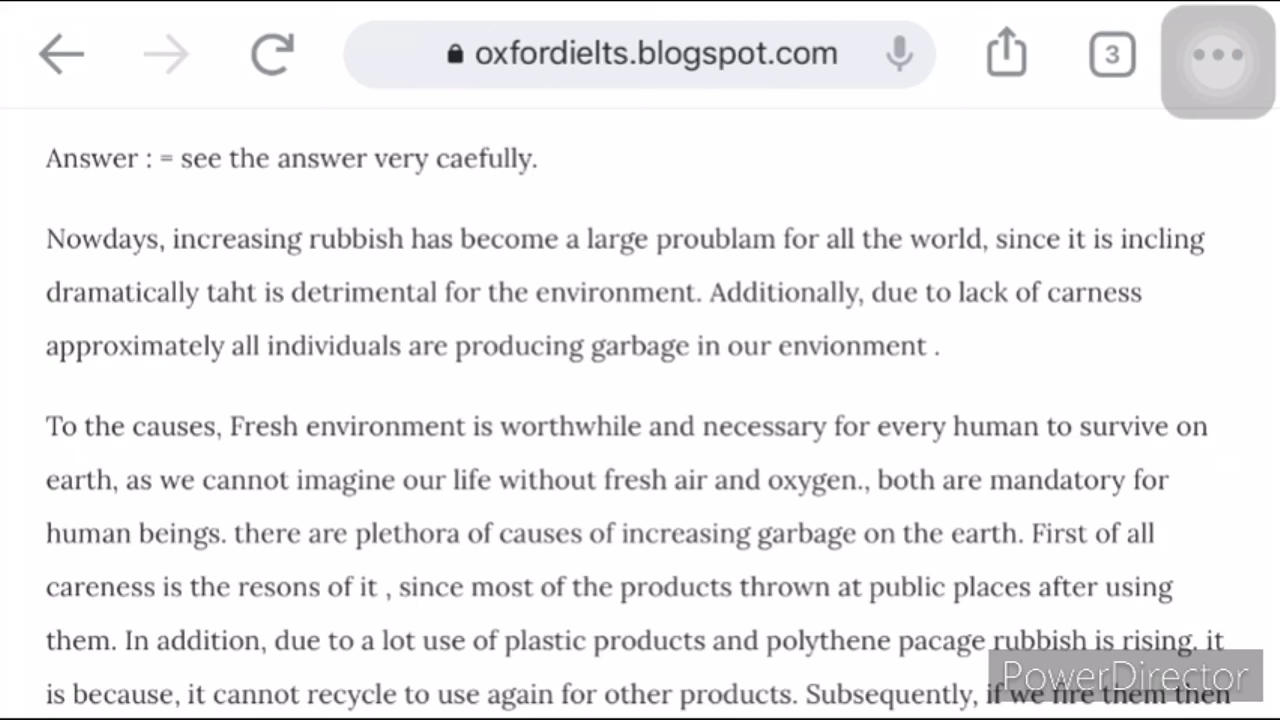 oxfordielts.blogspot.com
3
Answer : = see the answer very caefully.
Nowdays, increasing rubbish has become a large proublam for all the world, since it is incling
dramatically taht is detrimental for the environment. Additionally, due to lack of carness
approximately all individuals are producing garbage in our envionment .
To the causes, Fresh environment is worthwhile and necessary for every human to survive on
earth, as we cannot imagine our life without fresh air and oxygen., both are mandatory for
human beings. there are plethora of causes of increasing garbage on the earth. First of all
careness is the resons of it , since most of the products thrown at public places after using
them. In addition, due to a lot use of plastic products and polythene pacage rubbish is rising. it
is because, it cannot recycle to use again for other products. Subsequently, if we fire them then
PowerDirector